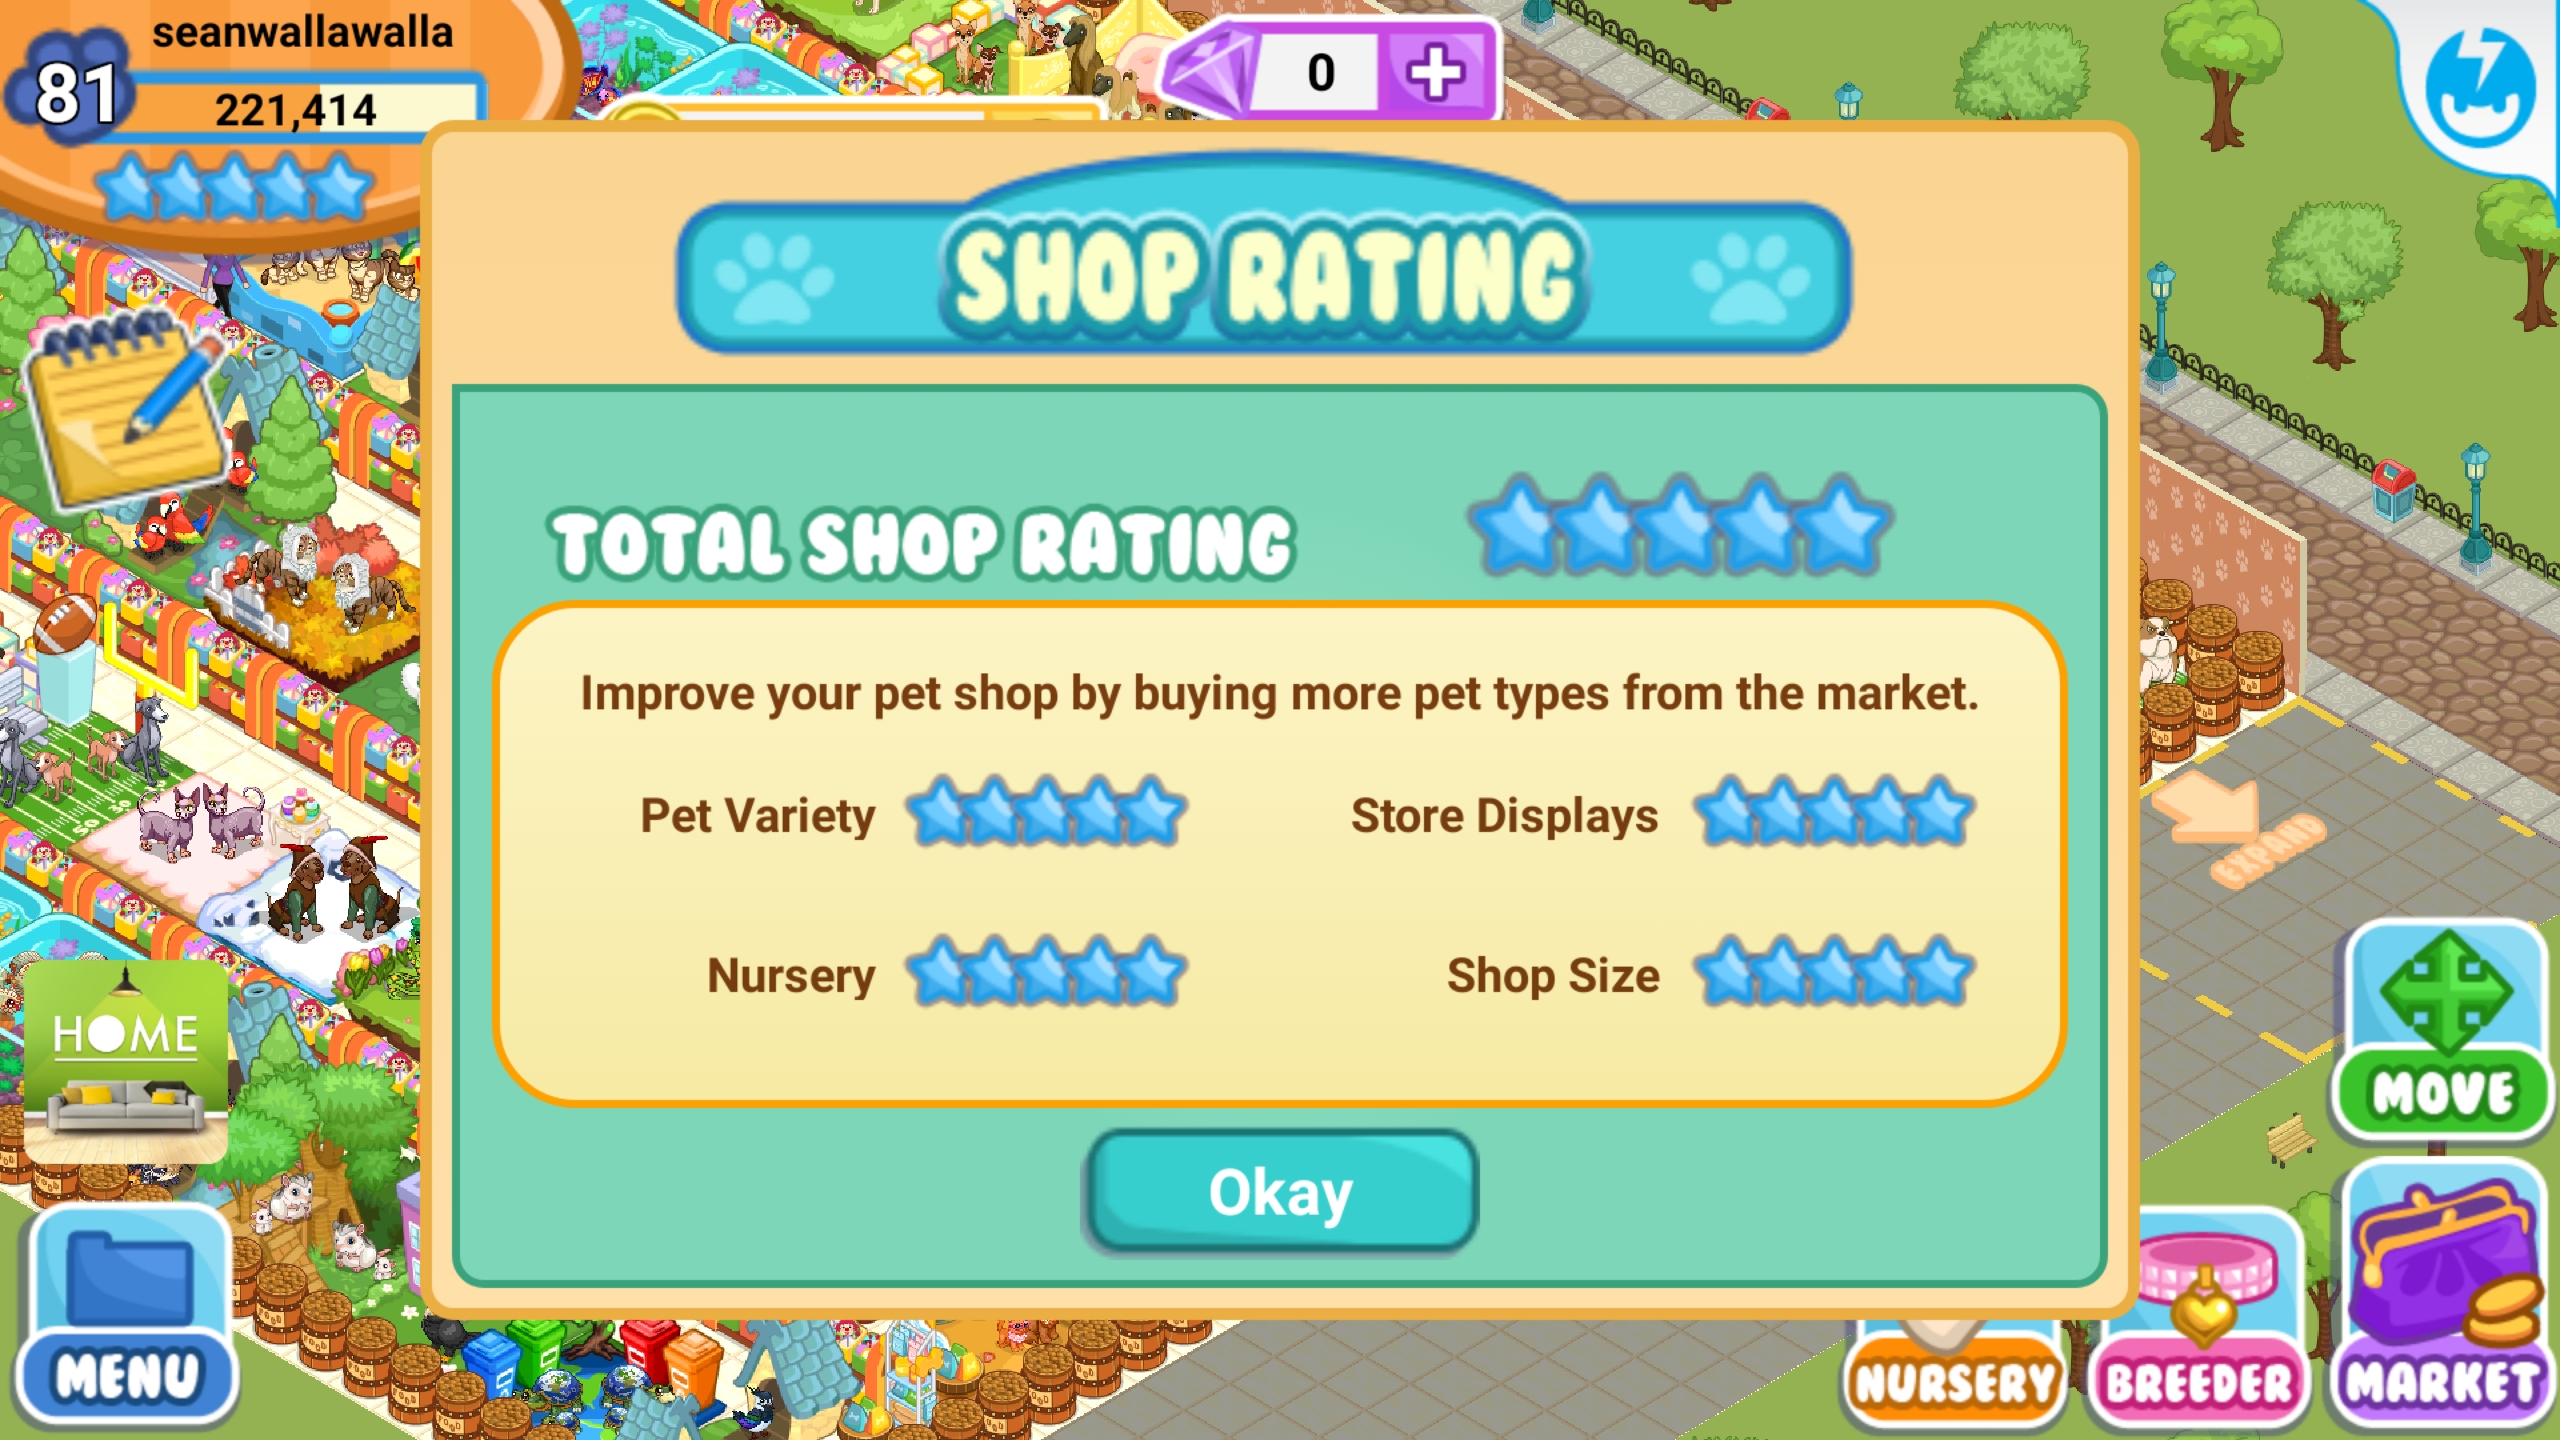 seanwallawalla
81
221,414
0
SHOP RATING
TOTAL SHOP RATING
Improve your pet shop by buying more pet types from the market.
Pet Variety
Store Displays
Nursery
Shop Size
Okay
EXPAND
HOME
MENU
MOVE
NURSERY
BREEDER
MARKET
50